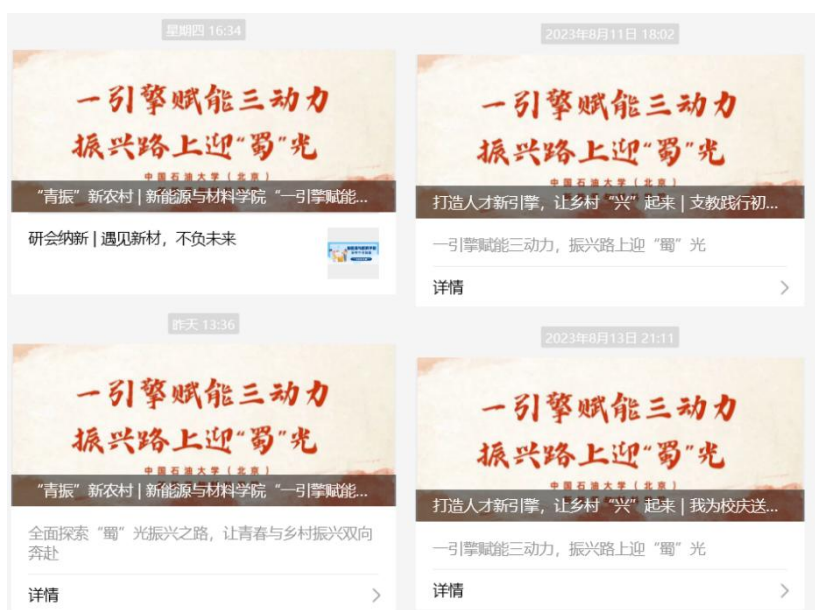 星期四 16:34
一引擎赋能三动力
振兴路上迎“蜀”光
中国石油大学(北京)
“青振”新农村 | 新能源与材料学院“一引擎赋能...
研会纳新 | 遇见新材，不负未来
昨天 13:36
一引擎赋能三动力
振兴路上迎“蜀”光
中国石油大学(北京)
“青振”新农村 | 新能源与材料学院“一引擎赋能...
全面探索“蜀”光振兴之路，让青春与乡村振兴双向
奔赴
详情
2023年8月11日 18:02
一引擎赋能三动力
振兴路上迎“蜀”光
中国石油大学(北京)
打造人才新引擎，让乡村“兴”起来 | 支教践行初...
一引擎赋能三动力，振兴路上迎“蜀”光
详情
2023年8月13日 21:11
一引擎赋能三动力
振兴路上迎“蜀”光
中国石油大学(北京)
打造人才新引擎，让乡村“兴”起来 | 我为校庆送...
一引擎赋能三动力，振兴路上迎“蜀”光
详情